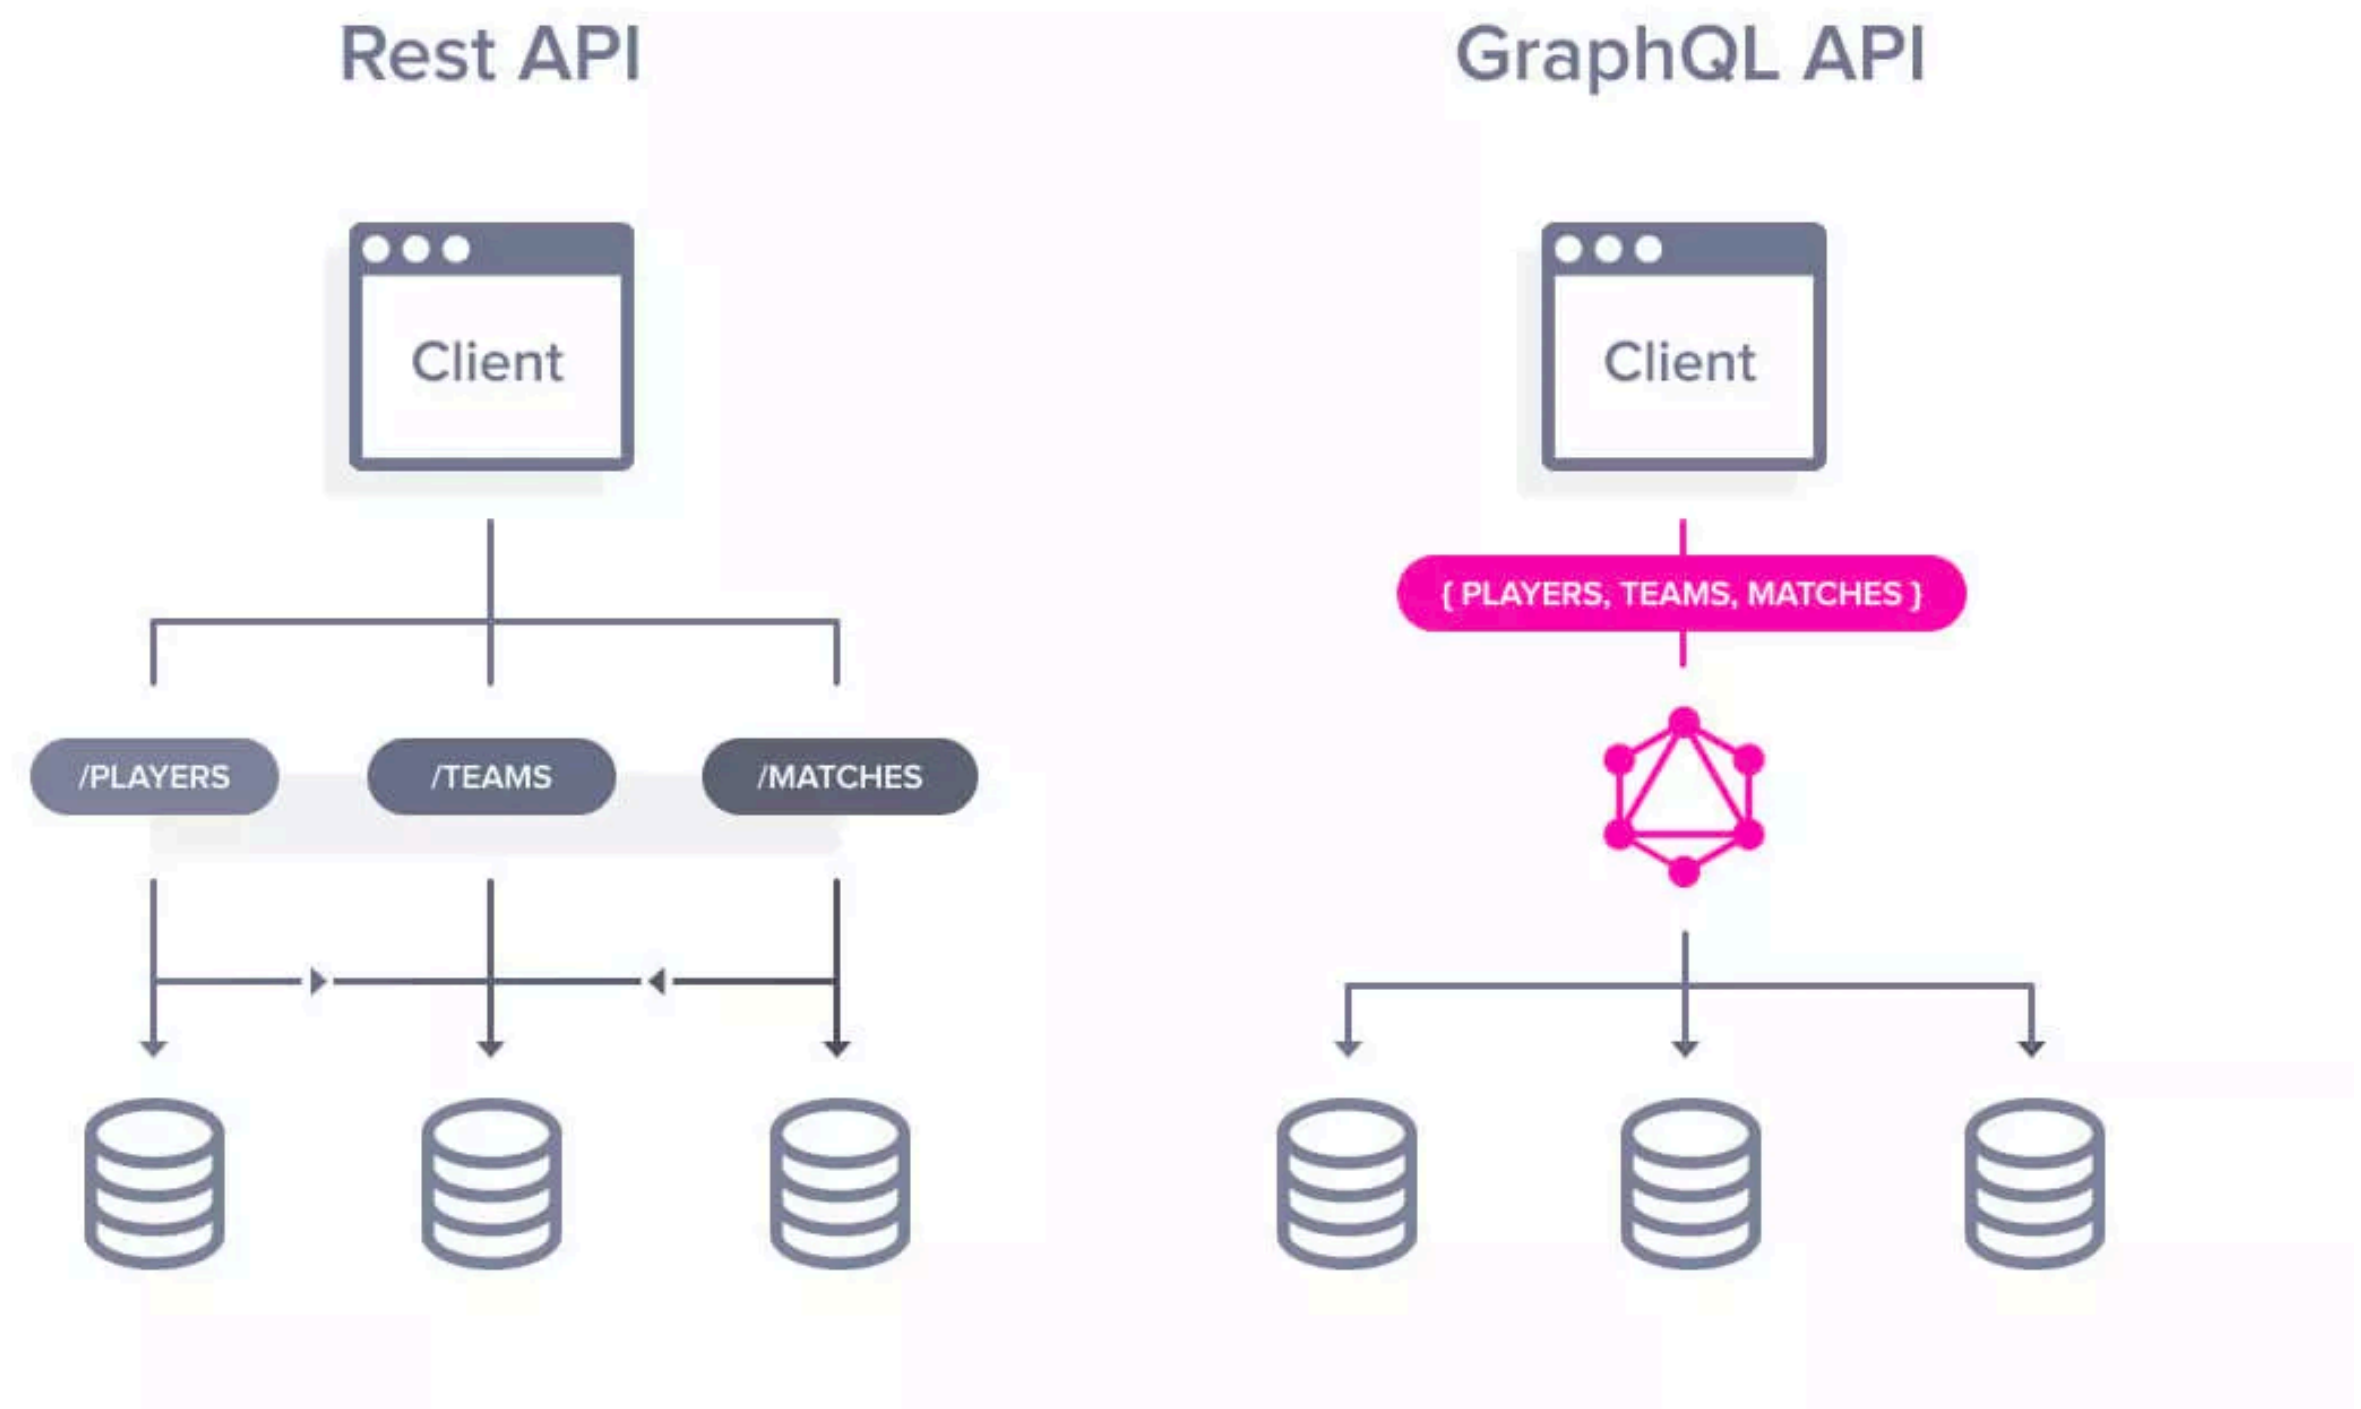 Rest API
GraphQL API
Client
Client
{ PLAYERS, TEAMS, MATCHES }
/PLAYERS
/TEAMS
/MATCHES